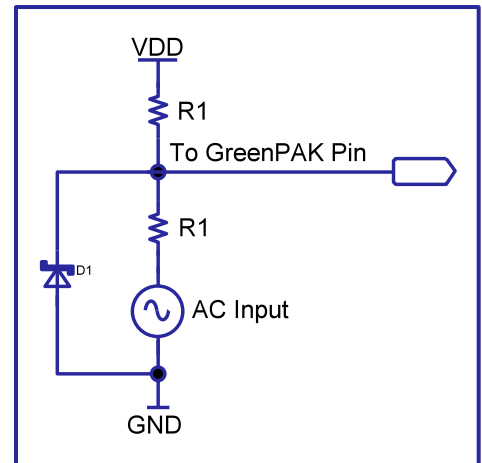 VDD
R1
To GreenPAK Pin
R1
D1
AC Input
GND